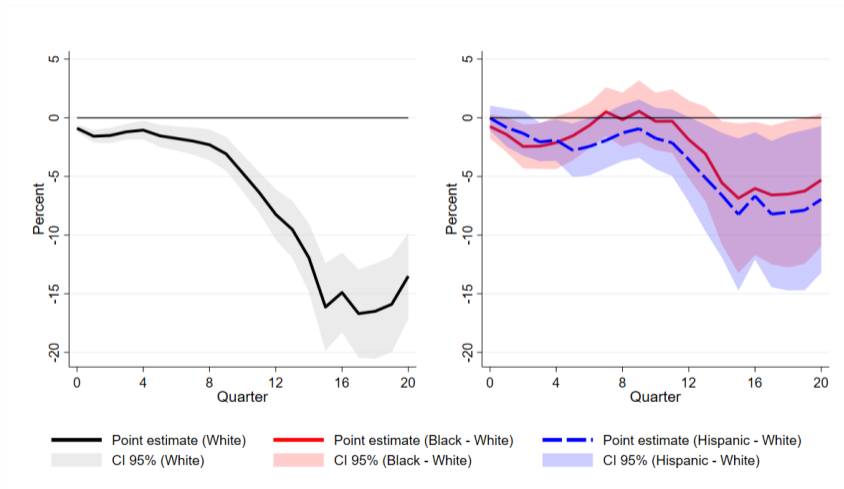 5
0
-5
-10
-15
-20
Percent
0 4 8 12 16 20
Quarter
5
0
-5
-10
-15
-20
Percent
0 4 8 12 16 20
Quarter
Point estimate (White) Point estimate (Black - White) Point estimate (Hispanic - White)
CI 95% (White) CI 95% (Black - White) CI 95% (Hispanic - White)